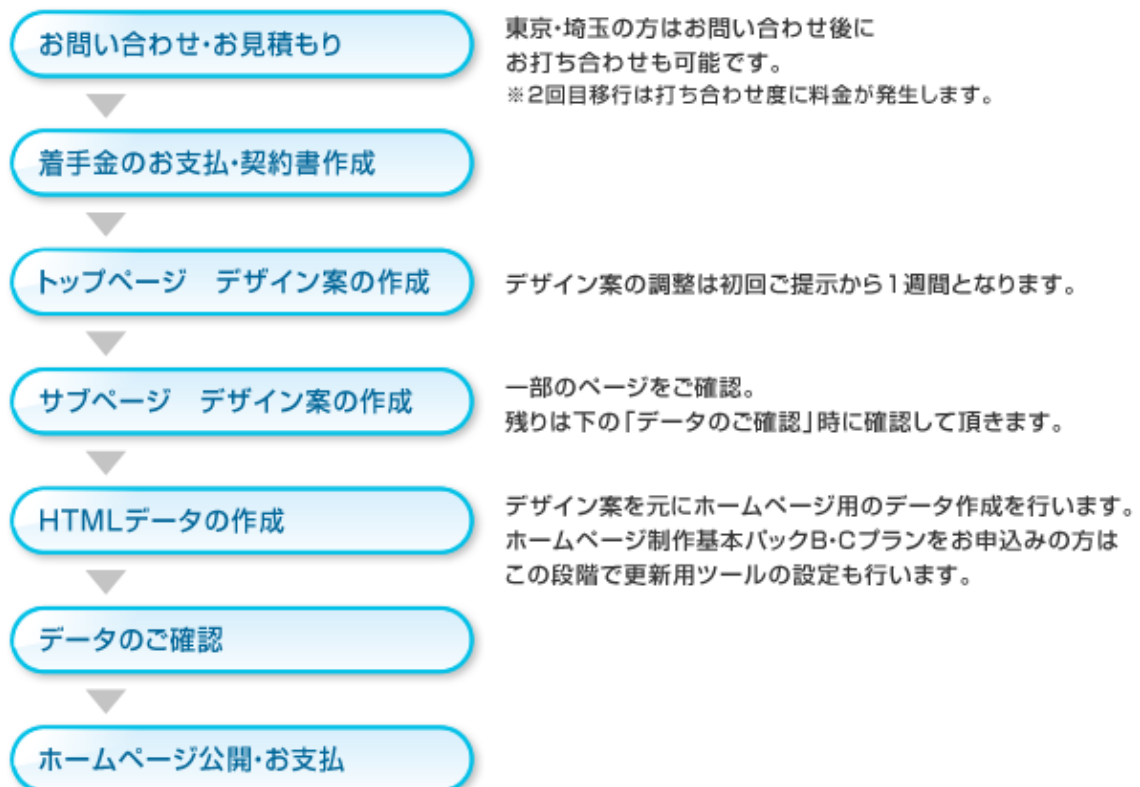 お問い合わせ・お見積もり
東京・埼玉の方はお問い合わせ後に
お打ち合わせも可能です。
※2回目移行は打ち合わせ度に料金が発生します。
着手金のお支払・契約書作成
トップページ　デザイン案の作成
デザイン案の調整は初回ご提示から1週間となります。
サブページ　デザイン案の作成
一部のページをご確認。
残りは下の「データのご確認」時に確認して頂きます。
HTMLデータの作成
デザイン案を元にホームページ用のデータ作成を行います。
ホームページ制作基本パックB・Cプランをお申込みの方は
この段階で更新用ツールの設定も行います。
データのご確認
ホームページ公開・お支払